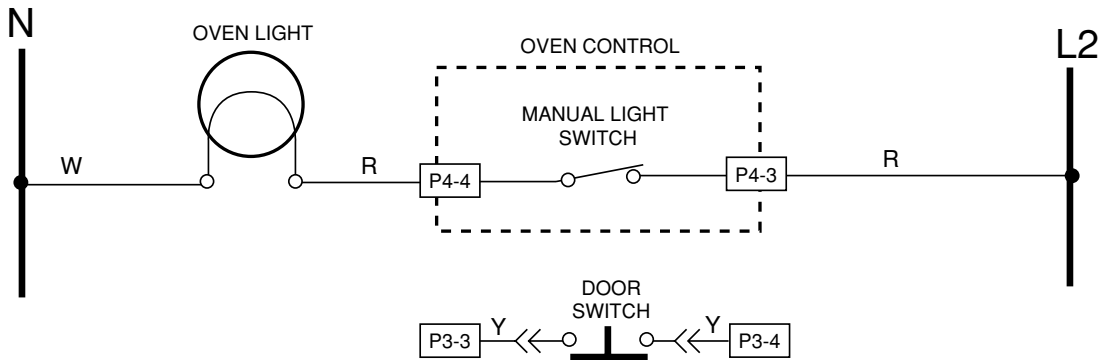 N
OVEN LIGHT
OVEN CONTROL
L2
MANUAL LIGHT
SWITCH
W
R
P4-4
P4-3
R
DOOR
SWITCH
P3-3
Y
Y
P3-4